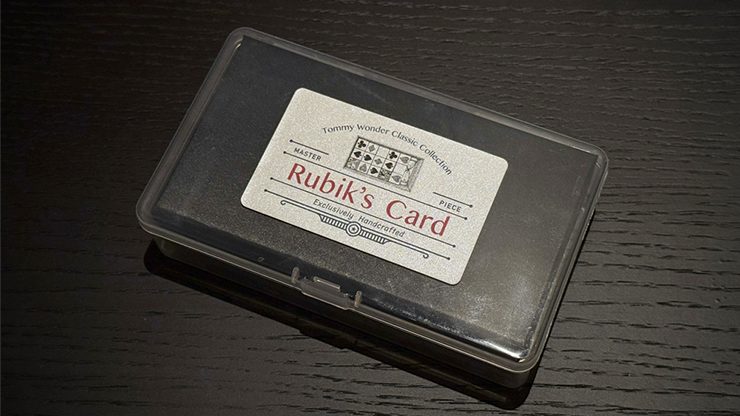 Tommy Wonder Classic Collection
MASTER PIECE
Rubik's Card
Exclusively Handcrafted